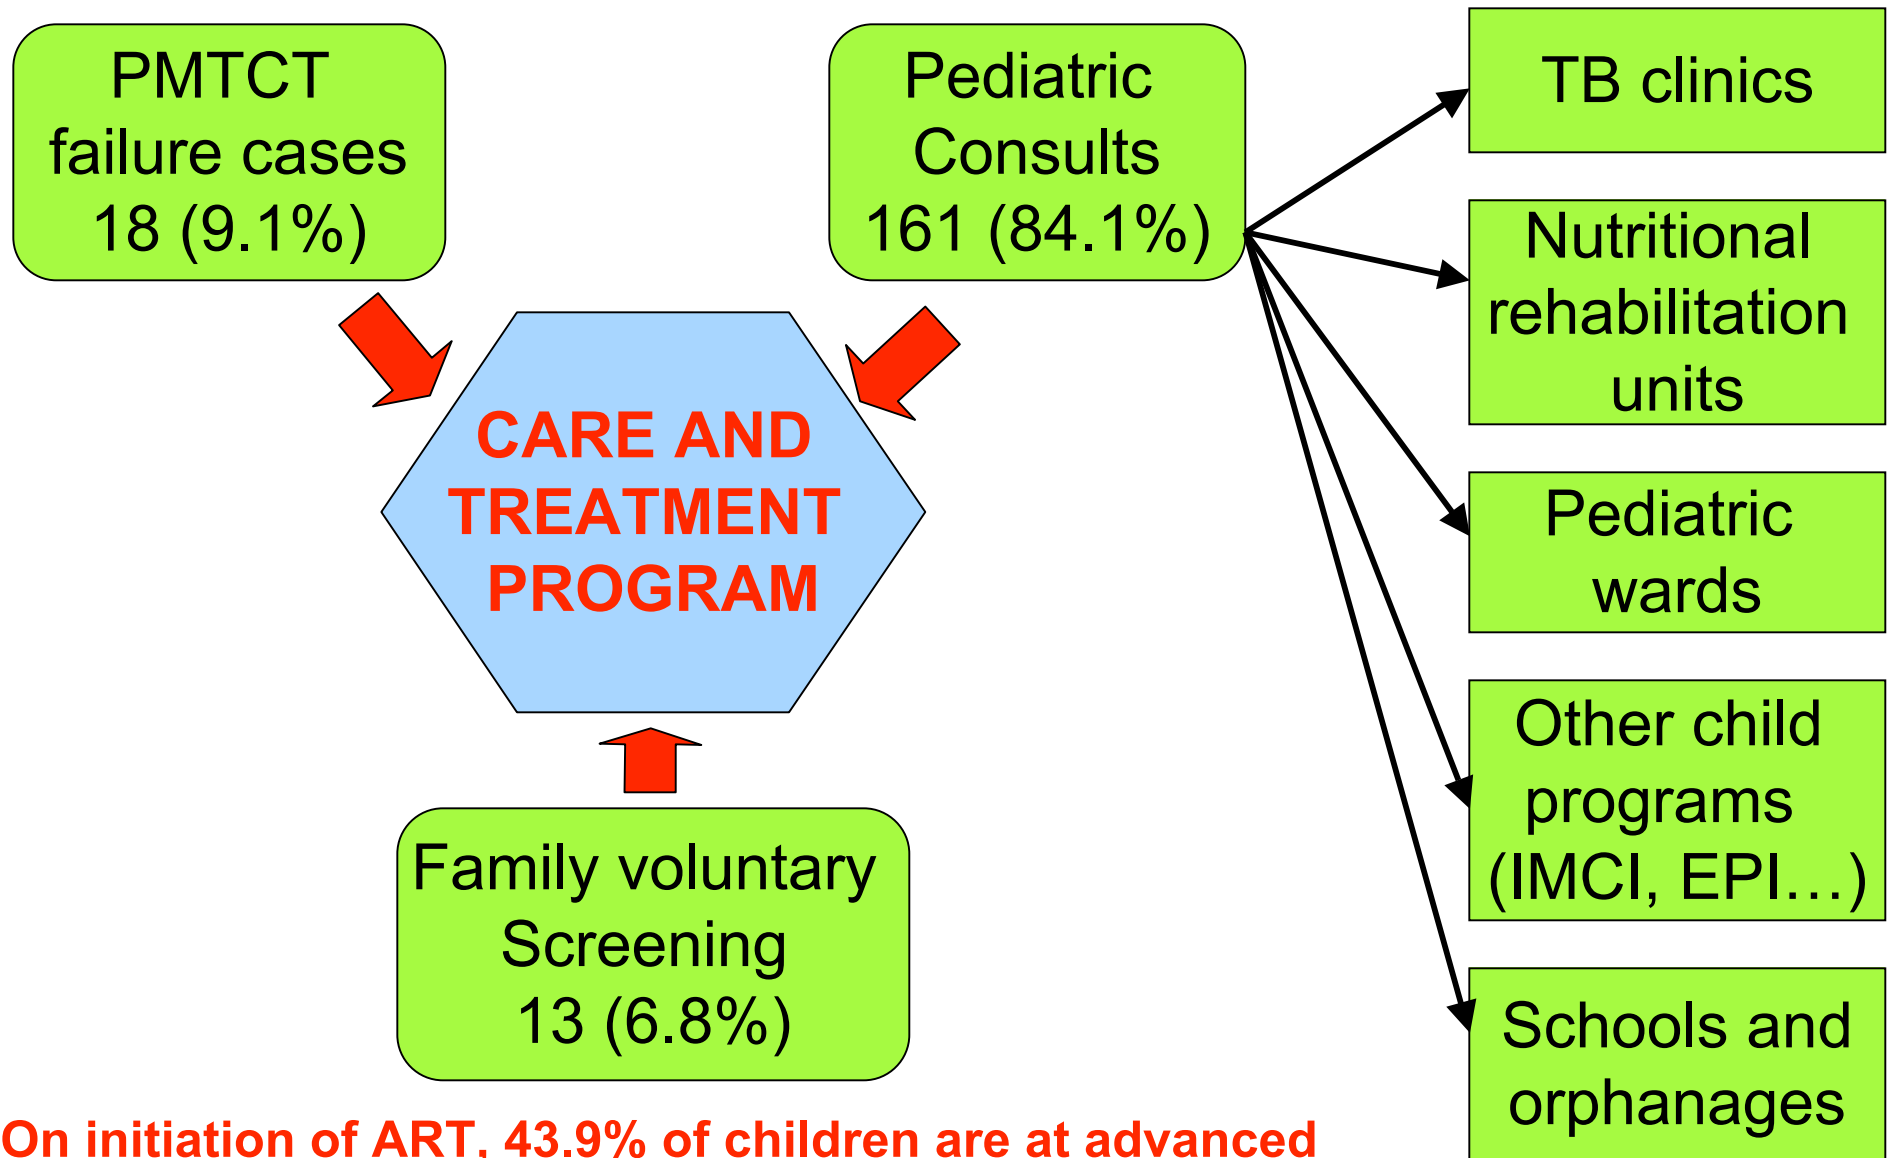 PMTCT
failure cases
18 (9.1%)
Pediatric
Consults
161 (84.1%)
TB clinics
Nutritional
rehabilitation
units
Pediatric
wards
Other child
programs
(IMCI, EPI…)
Schools and
orphanages
CARE AND
TREATMENT
PROGRAM
Family voluntary
Screening
13 (6.8%)
On initiation of ART, 43.9% of children are at advanced